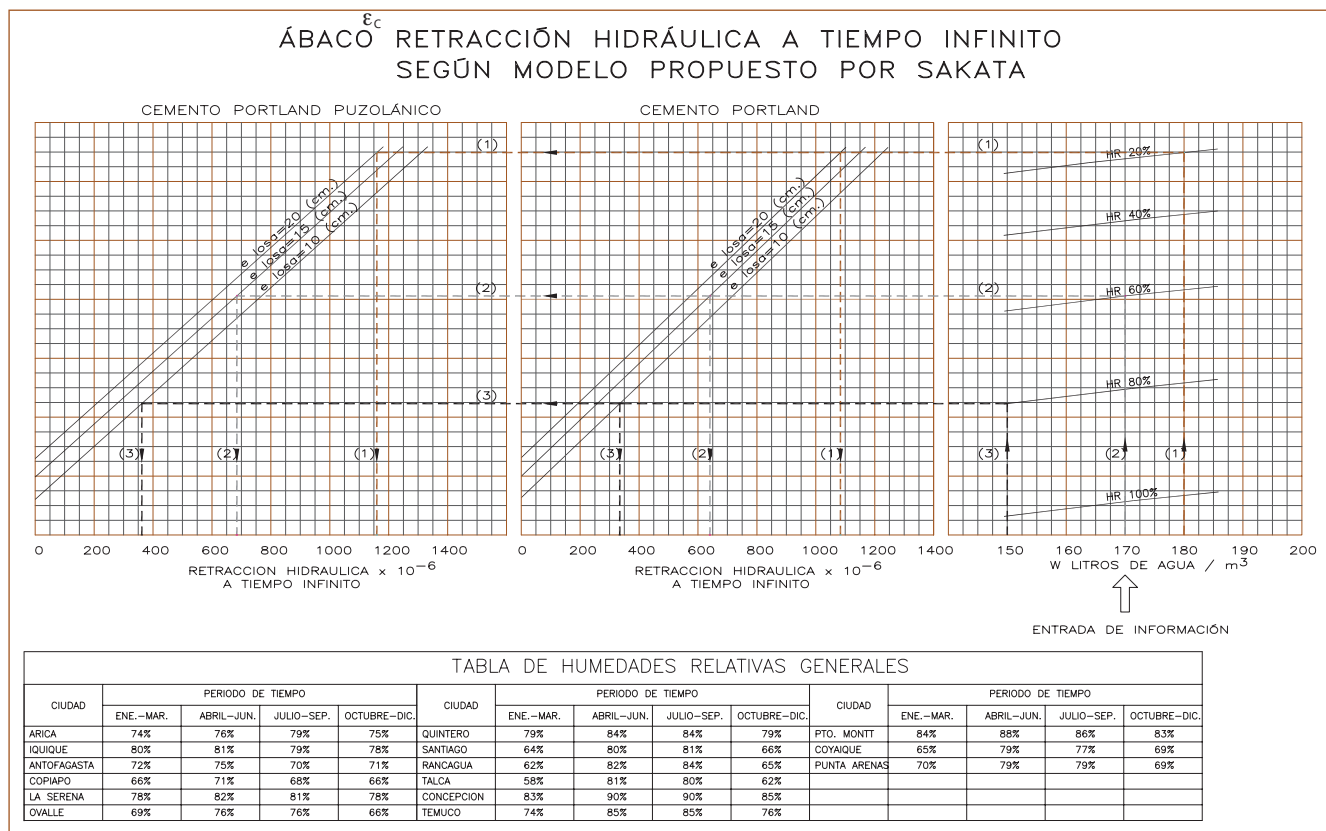 ÁBACO εc RETRACCIÓN HIDRÁULICA A TIEMPO INFINITO
SEGÚN MODELO PROPUESTO POR SAKATA
CEMENTO PORTLAND PUZOLÁNICO
CEMENTO PORTLAND
(1)
(1)
HR 20%
HR 40%
e losa=20 (cm.)
e losa=15 (cm.)
e losa=10 (cm.)
e losa=20 (cm.)
e losa=15 (cm.)
e losa=10 (cm.)
(2)
(2)
HR 60%
HR 80%
(3)
(3) (2) (1)
(3) (2) (1)
(3) (2) (1)
HR 100%
0 200 400 600 800 1000 1200 1400
0 200 400 600 800 1000 1200 1400
150 160 170 180 190 200
RETRACCION HIDRAULICA x 10-6
A TIEMPO INFINITO
RETRACCION HIDRAULICA x 10-6
A TIEMPO INFINITO
W LITROS DE AGUA / m3
ENTRADA DE INFORMACIÓN
TABLA DE HUMEDADES RELATIVAS GENERALES
CIUDAD PERIODO DE TIEMPO CIUDAD PERIODO DE TIEMPO CIUDAD PERIODO DE TIEMPO
ENE.-MAR. ABRIL-JUN. JULIO-SEP. OCTUBRE-DIC. ENE.-MAR. ABRIL-JUN. JULIO-SEP. OCTUBRE-DIC. ENE.-MAR. ABRIL-JUN. JULIO-SEP. OCTUBRE-DIC.
ARICA 74% 76% 79% 75% QUINTERO 79% 84% 84% 79% PTO. MONTT 84% 88% 86% 83%
IQUIQUE 80% 81% 79% 78% SANTIAGO 64% 80% 81% 66% COYAIQUE 65% 79% 77% 69%
ANTOFAGASTA 72% 75% 70% 71% RANCAGUA 62% 82% 84% 65% PUNTA ARENAS 70% 79% 79% 69%
COPIAPO 66% 71% 68% 66% TALCA 58% 81% 80% 62%
LA SERENA 78% 82% 81% 78% CONCEPCION 83% 90% 90% 85%
OVALLE 69% 76% 76% 66% TEMUCO 74% 85% 85% 76%